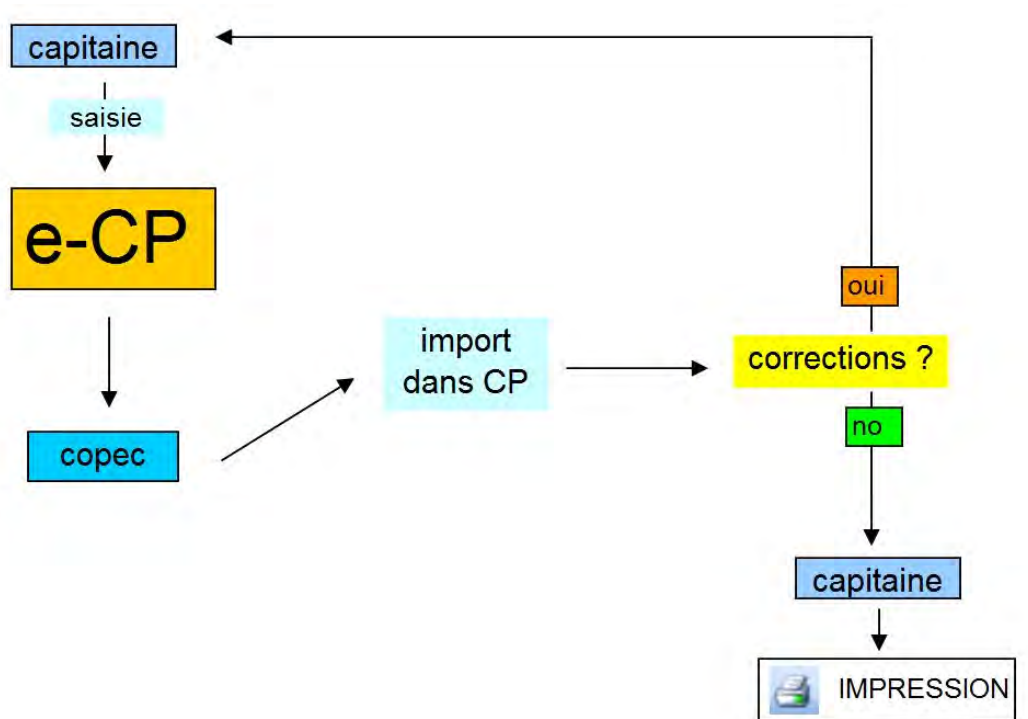 capitaine
saisie
e-CP
copec
import
dans CP
corrections ?
oui
no
capitaine
IMPRESSION